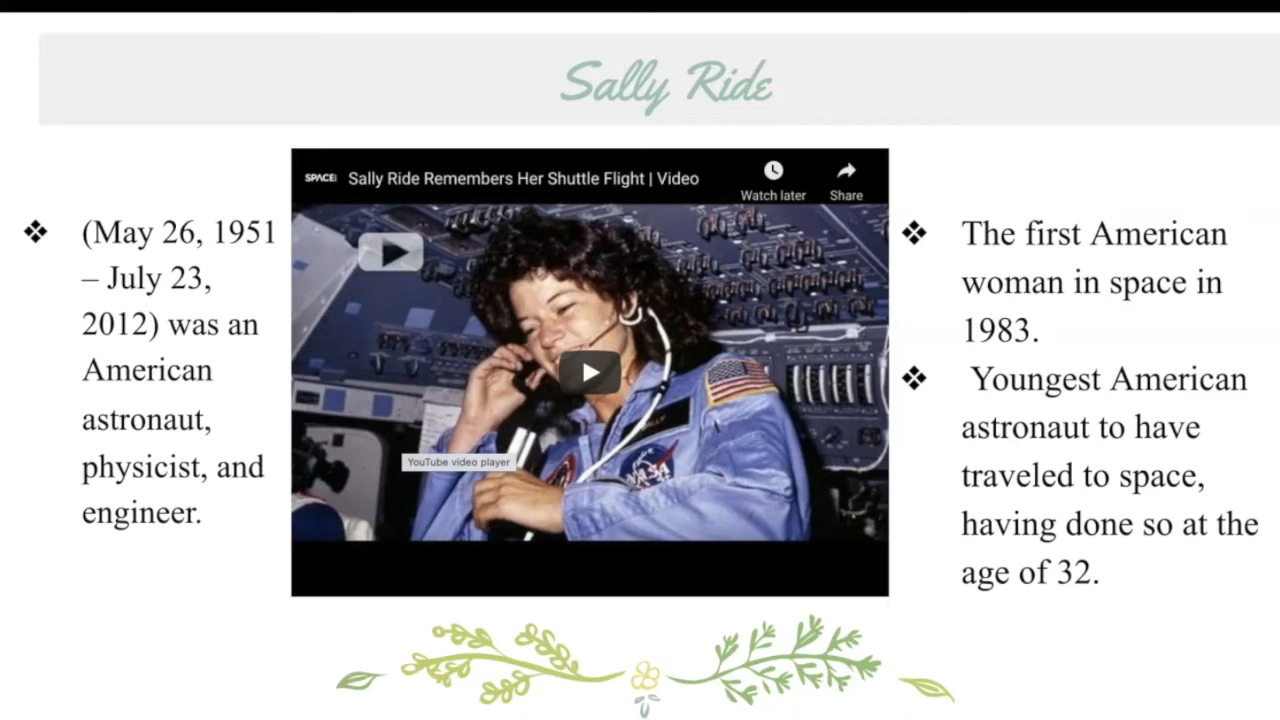 Sally Ride
❖ (May 26, 1951
– July 23,
2012) was an
American
astronaut,
physicist, and
engineer.
SPACE Sally Ride Remembers Her Shuttle Flight | Video
Watch later
Share
SALLY
NASA
YouTube video player
❖ The first American
woman in space in
1983.
❖ Youngest American
astronaut to have
traveled to space,
having done so at the
age of 32.